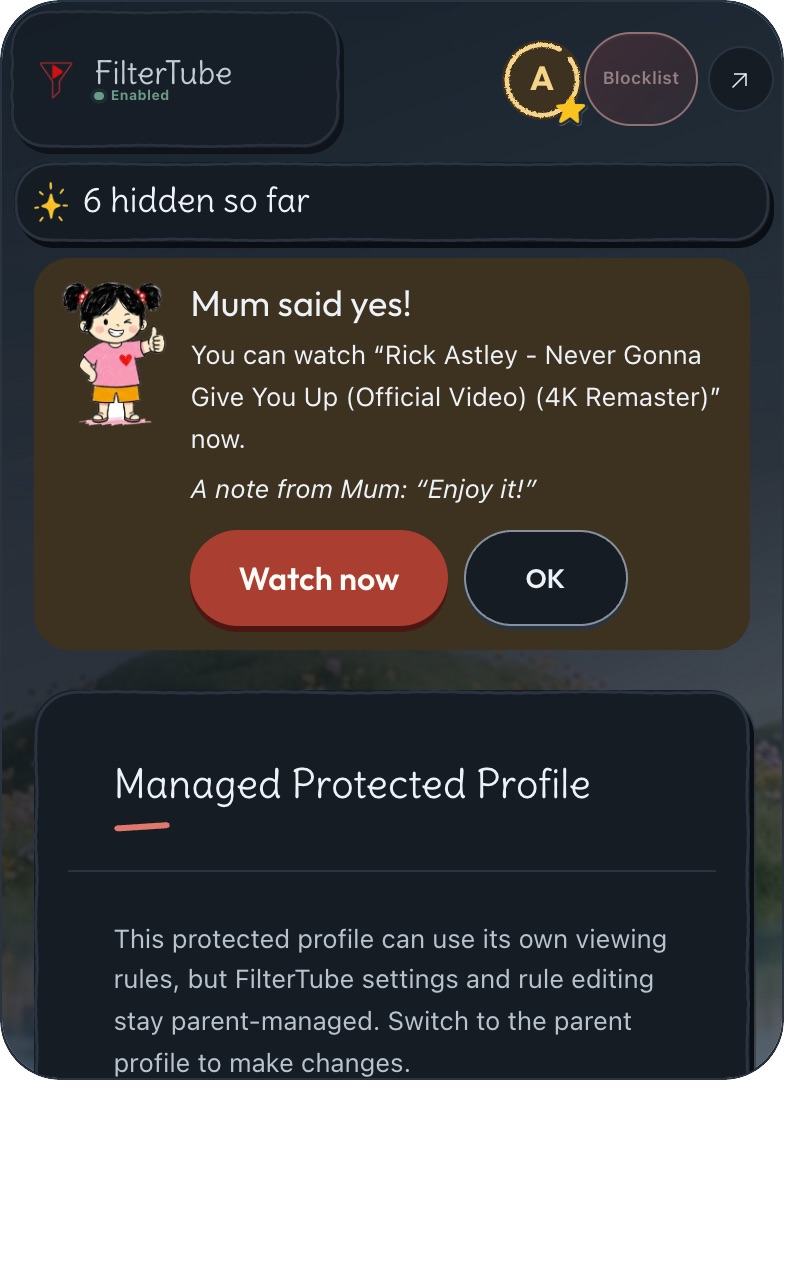 FilterTube
Enabled
A
Blocklist
6 hidden so far
Mum said yes!
You can watch “Rick Astley - Never Gonna
Give You Up (Official Video) (4K Remaster)”
now.
A note from Mum: “Enjoy it!”
Watch now
OK
Managed Protected Profile
This protected profile can use its own viewing
rules, but FilterTube settings and rule editing
stay parent-managed. Switch to the parent
profile to make changes.